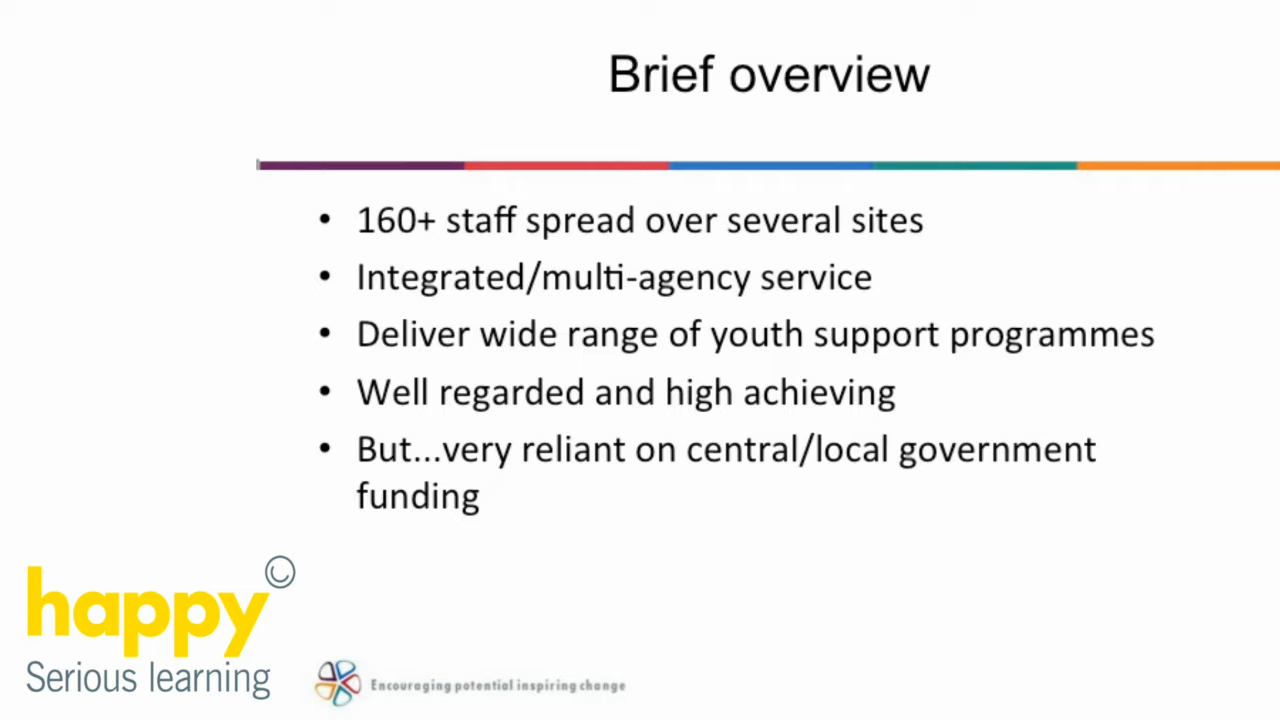 Brief overview
• 160+ staff spread over several sites
• Integrated/multi-agency service
• Deliver wide range of youth support programmes
• Well regarded and high achieving
• But...very reliant on central/local government
funding
happy
Serious learning
Encouraging potential inspiring change